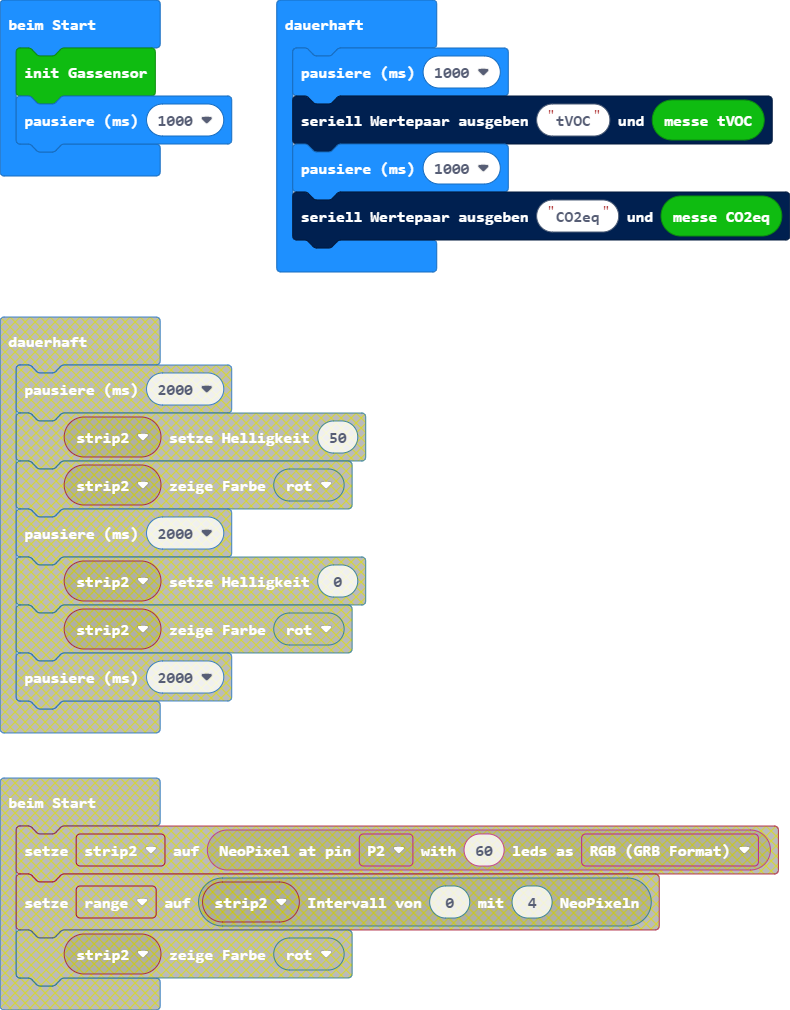 beim Start
init Gassensor
pausiere (ms) 1000
dauerhaft
pausiere (ms) 1000
seriell Wertepaar ausgeben "tVOC" und messe tVOC
pausiere (ms) 1000
seriell Wertepaar ausgeben "CO2eq" und messe CO2eq
dauerhaft
pausiere (ms) 2000
strip2 setze Helligkeit 50
strip2 zeige Farbe rot
pausiere (ms) 2000
strip2 setze Helligkeit 0
strip2 zeige Farbe rot
pausiere (ms) 2000
beim Start
setze strip2 auf NeoPixel at pin P2 with 60 leds as RGB (GRB Format)
setze range auf strip2 Intervall von 0 mit 4 NeoPixeln
strip2 zeige Farbe rot